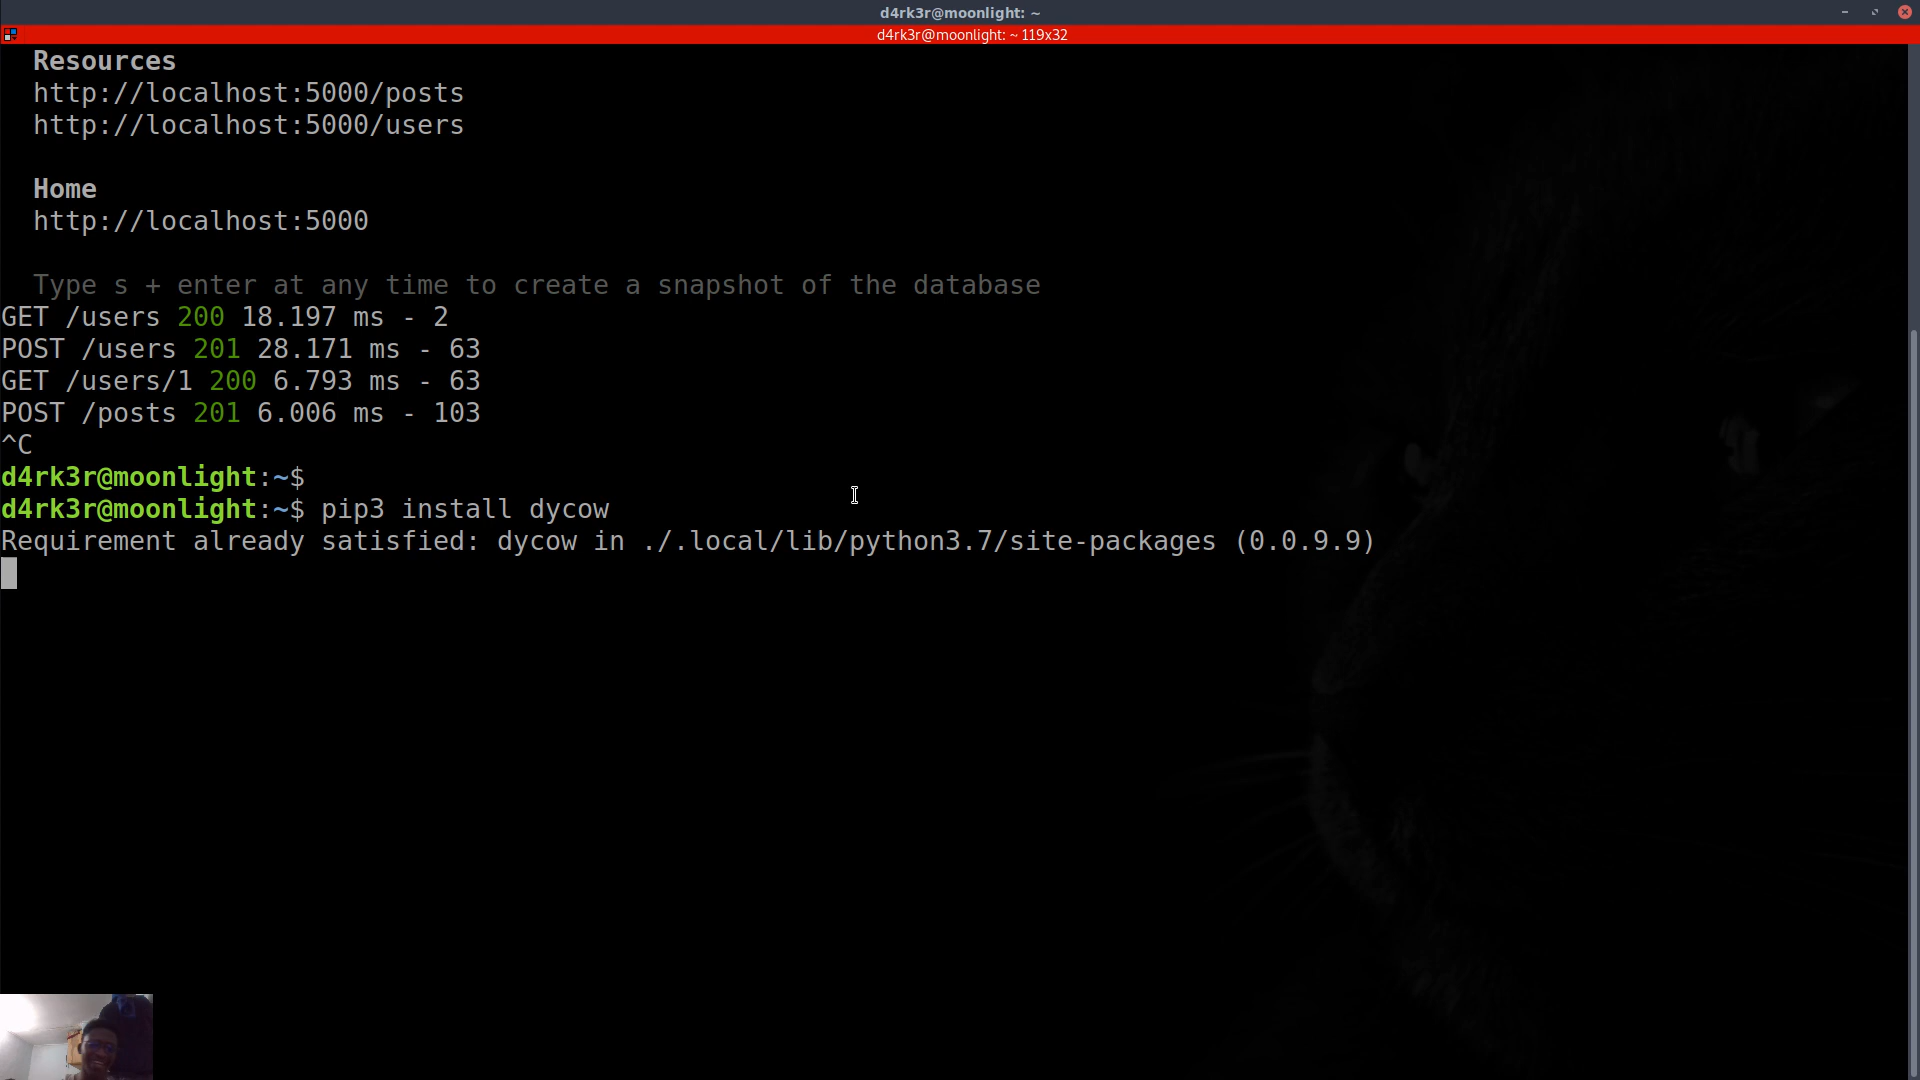 d4rk3r@moonlight: ~
d4rk3r@moonlight: ~ 119x32
Resources
http://localhost:5000/posts
http://localhost:5000/users
Home
http://localhost:5000
Type s + enter at any time to create a snapshot of the database
GET /users 200 18.197 ms - 2
POST /users 201 28.171 ms - 63
GET /users/1 200 6.793 ms - 63
POST /posts 201 6.006 ms - 103
^C
d4rk3r@moonlight:~$
d4rk3r@moonlight:~$ pip3 install dycow
Requirement already satisfied: dycow in ./.local/lib/python3.7/site-packages (0.0.9.9)